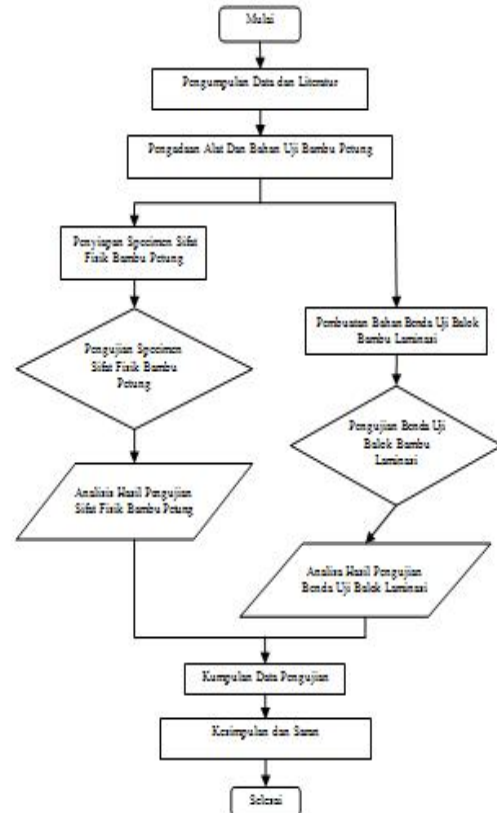 Mulai
Pengumpulan Data dan Literatur
Pengadaan Alat Dan Bahan Uji Bambu Petung
Penyiapan Specimen Sifat
Fisik Bambu Petung
Pengujian Specimen
Sifat Fisik Bambu
Petung
Analisis Hasil Pengujian
Sifat Fisik Bambu Petung
Pembuatan Bahan Benda Uji Balok
Bambu Laminasi
Pengujian Benda Uji
Balok Bambu
Laminasi
Analisa Hasil Pengujian
Benda Uji Balok Laminasi
Kumpulan Data Pengujian
Kesimpulan dan Saran
Selesai